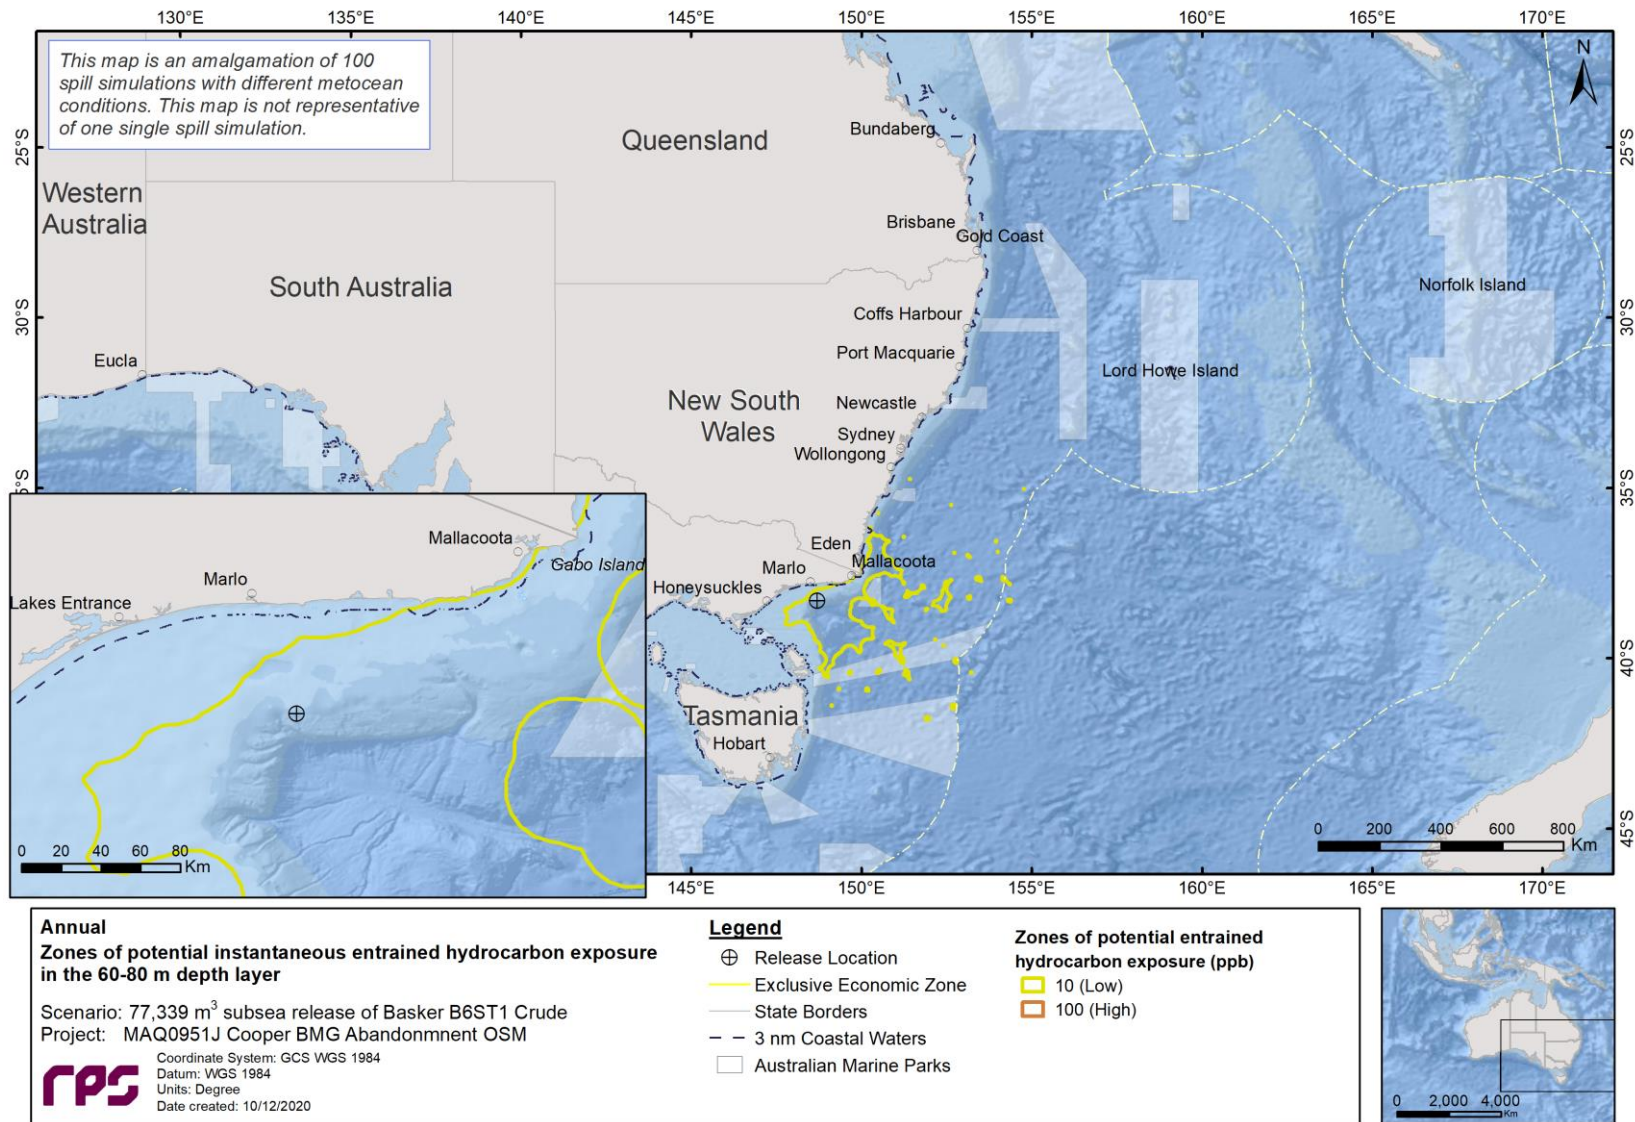 130°E 135°E 140°E 145°E 150°E 155°E 160°E 165°E 170°E
This map is an amalgamation of 100
spill simulations with different metocean
conditions. This map is not representative
of one single spill simulation.
N
Queensland
Bundaberg
25°S 25°S
Western
Australia
Brisbane
Gold Coast
South Australia
Norfolk Island
Coffs Harbour
30°S 30°S
Port Macquarie
Eucla
Lord Howe Island
New South
Wales
Newcastle
Sydney
Wollongong
35°S 35°S
Eden
Mallacoota
Marlo
Honeysuckles
40°S 40°S
Tasmania
Hobart
45°S
Mallacoota
Gabo Island
Marlo
Lakes Entrance
0 20 40 60 80
Km
0 200 400 600 800
Km
145°E 150°E 155°E 160°E 165°E 170°E
Annual
Zones of potential instantaneous entrained hydrocarbon exposure
in the 60-80 m depth layer
Scenario: 77,339 m³ subsea release of Basker B6ST1 Crude
Project: MAQ0951J Cooper BMG Abandonmnent OSM
rps
Coordinate System: GCS WGS 1984
Datum: WGS 1984
Units: Degree
Date created: 10/12/2020
Legend
Release Location
Exclusive Economic Zone
State Borders
3 nm Coastal Waters
Australian Marine Parks
Zones of potential entrained
hydrocarbon exposure (ppb)
10 (Low)
100 (High)
0 2,000 4,000
Km